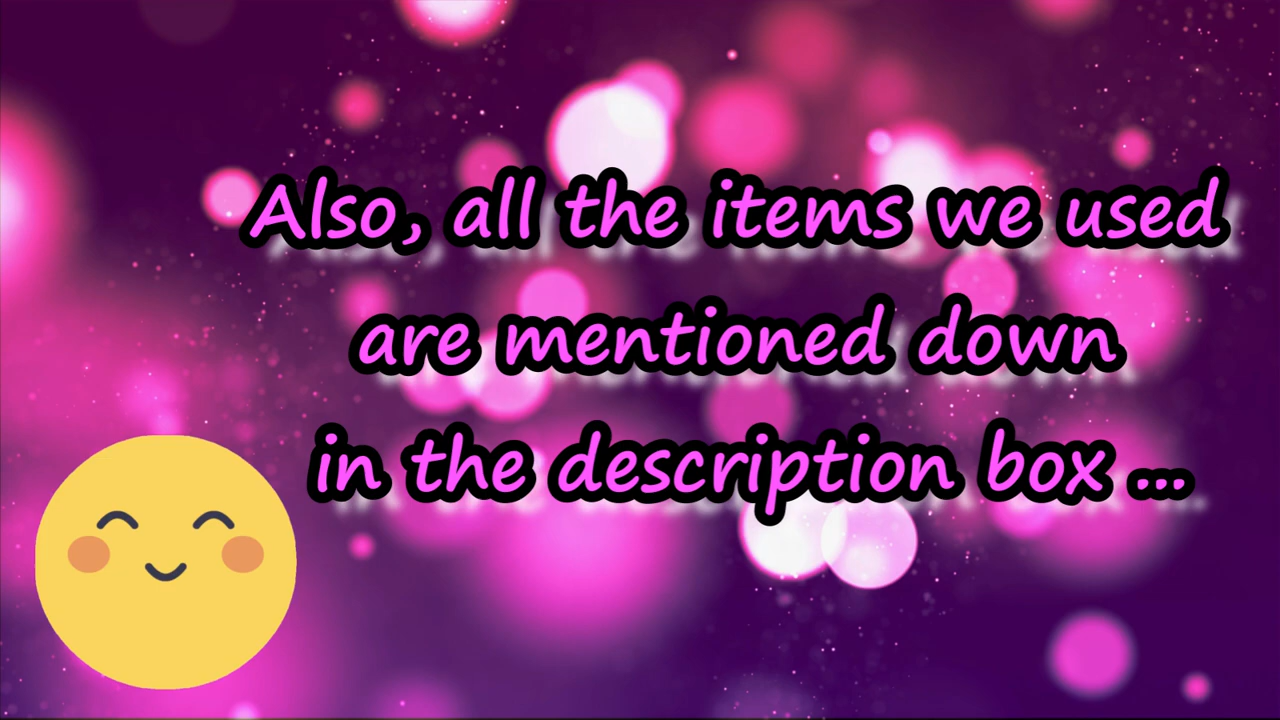 Also, all the items we used
are mentioned down
in the description box ...